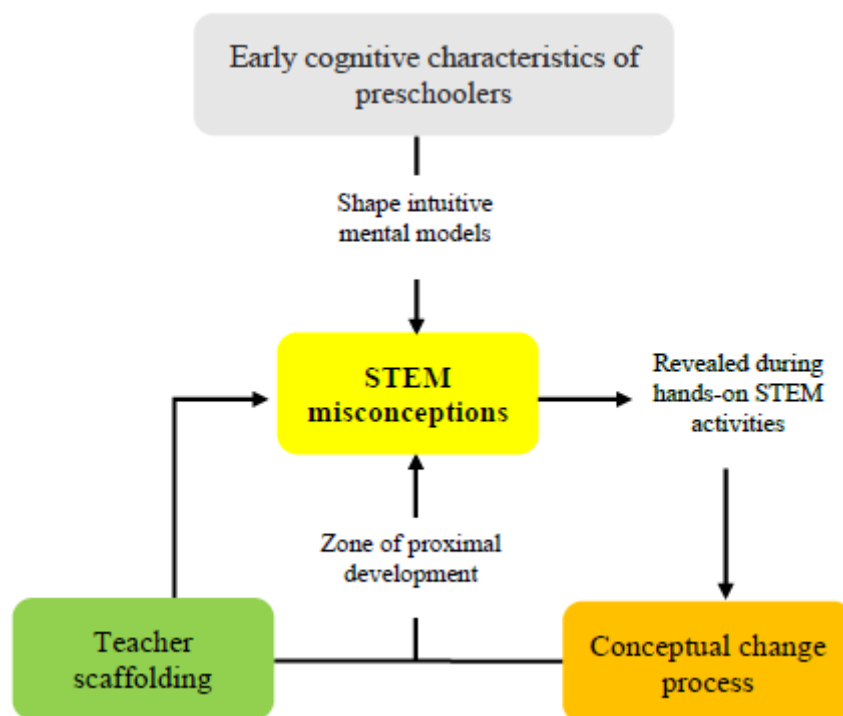 Early cognitive characteristics of
preschoolers
Shape intuitive
mental models
STEM
misconceptions
Revealed during
hands-on STEM
activities
Zone of proximal
development
Teacher
scaffolding
Conceptual change
process